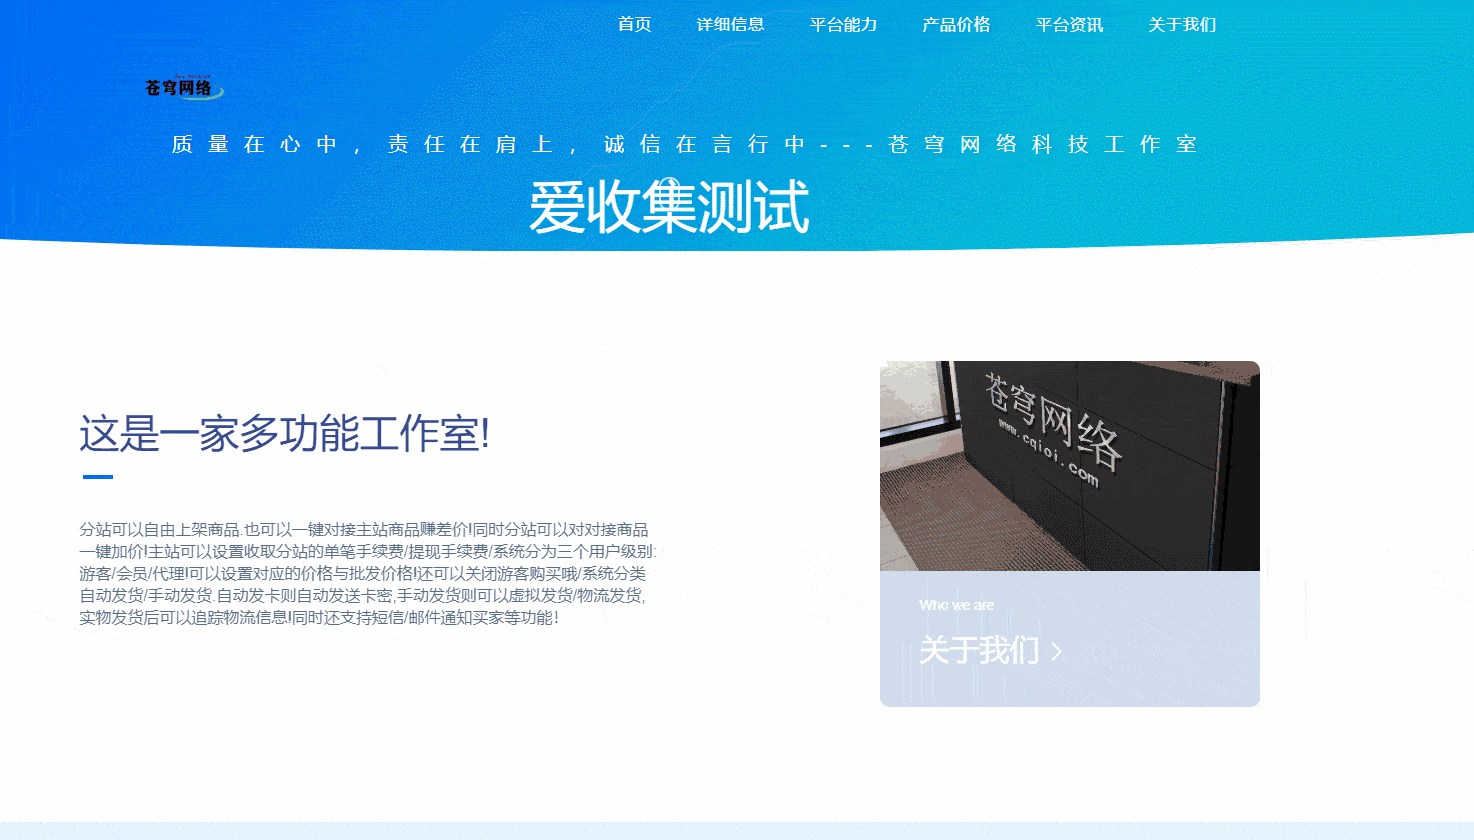 首页 详细信息 平台能力 产品价格 平台资讯 关于我们
苍穹网络
质量在心中，责任在肩上，诚信在言行中---苍穹网络科技工作室
爱收集测试
这是一家多功能工作室!
分站可以自由上架商品.也可以一键对接主站商品赚差价!同时分站可以对对接商品
一键加价!主站可以设置收取分站的单笔手续费/提现手续费/系统分为三个用户级别:
游客/会员/代理!可以设置对应的价格与批发价格!还可以关闭游客购买哦/系统分类
自动发货/手动发货.自动发卡则自动发送卡密,手动发货则可以虚拟发货/物流发货,
实物发货后可以追踪物流信息!同时还支持短信/邮件通知买家等功能!
苍穹网络
www.cqioi.com
Who we are
关于我们